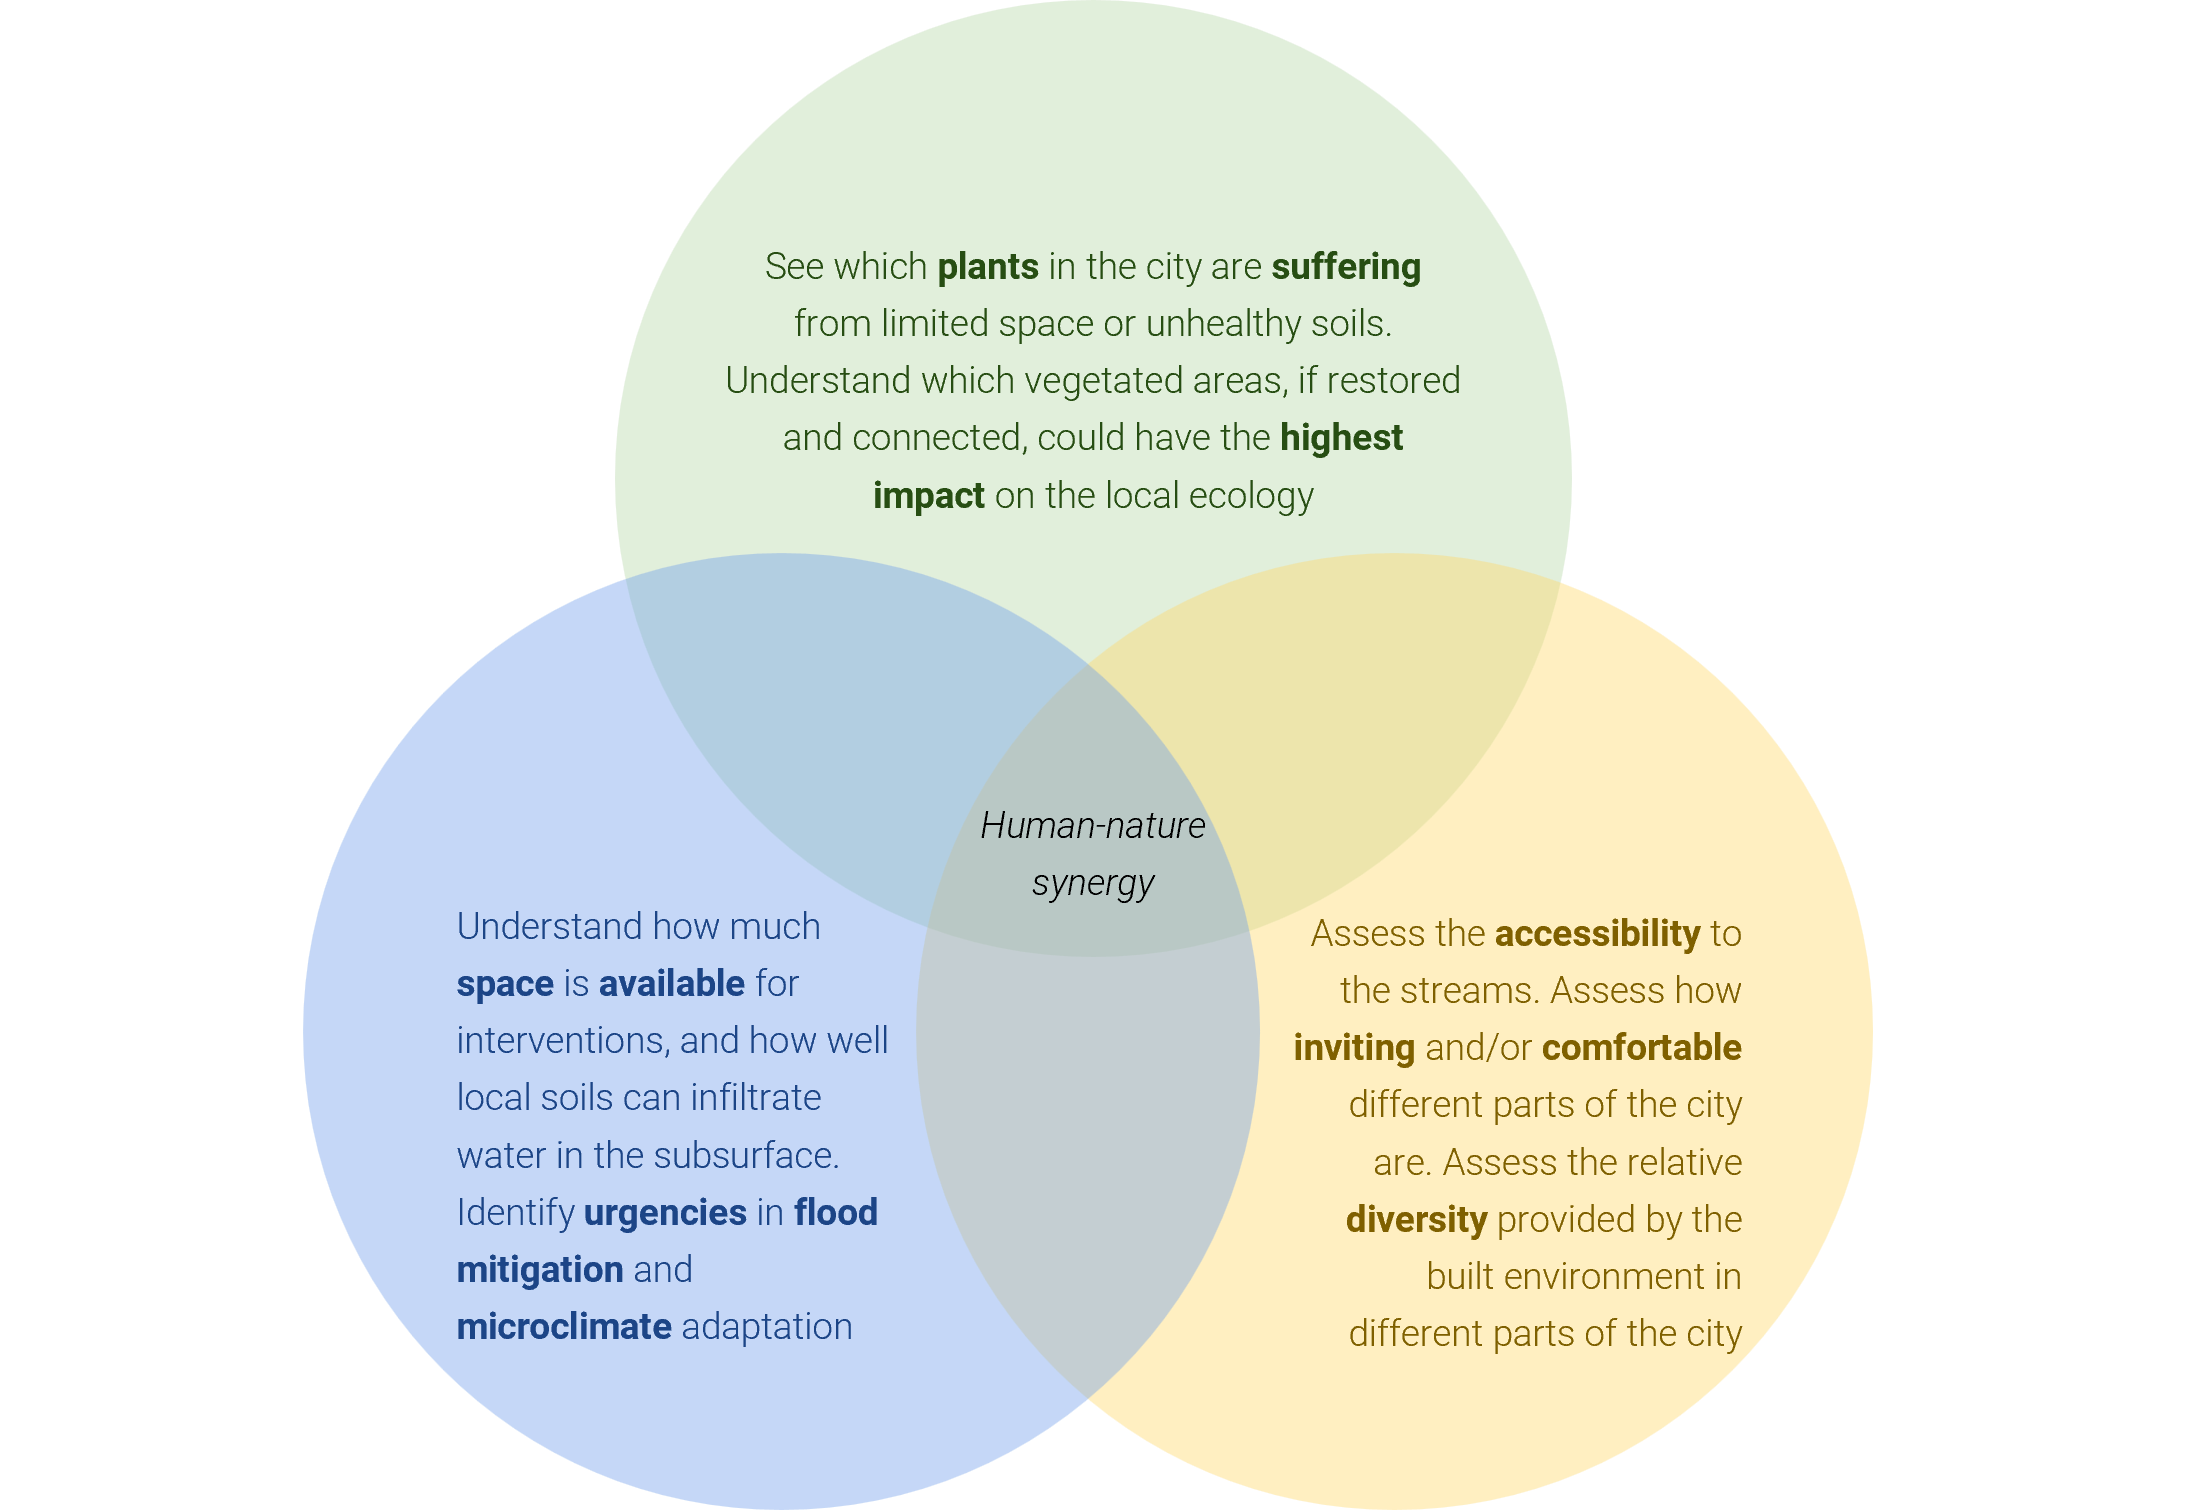 See which plants in the city are suffering
from limited space or unhealthy soils.
Understand which vegetated areas, if restored
and connected, could have the highest
impact on the local ecology
Human-nature
synergy
Understand how much
space is available for
interventions, and how well
local soils can infiltrate
water in the subsurface.
Identify urgencies in flood
mitigation and
microclimate adaptation
Assess the accessibility to
the streams. Assess how
inviting and/or comfortable
different parts of the city
are. Assess the relative
diversity provided by the
built environment in
different parts of the city